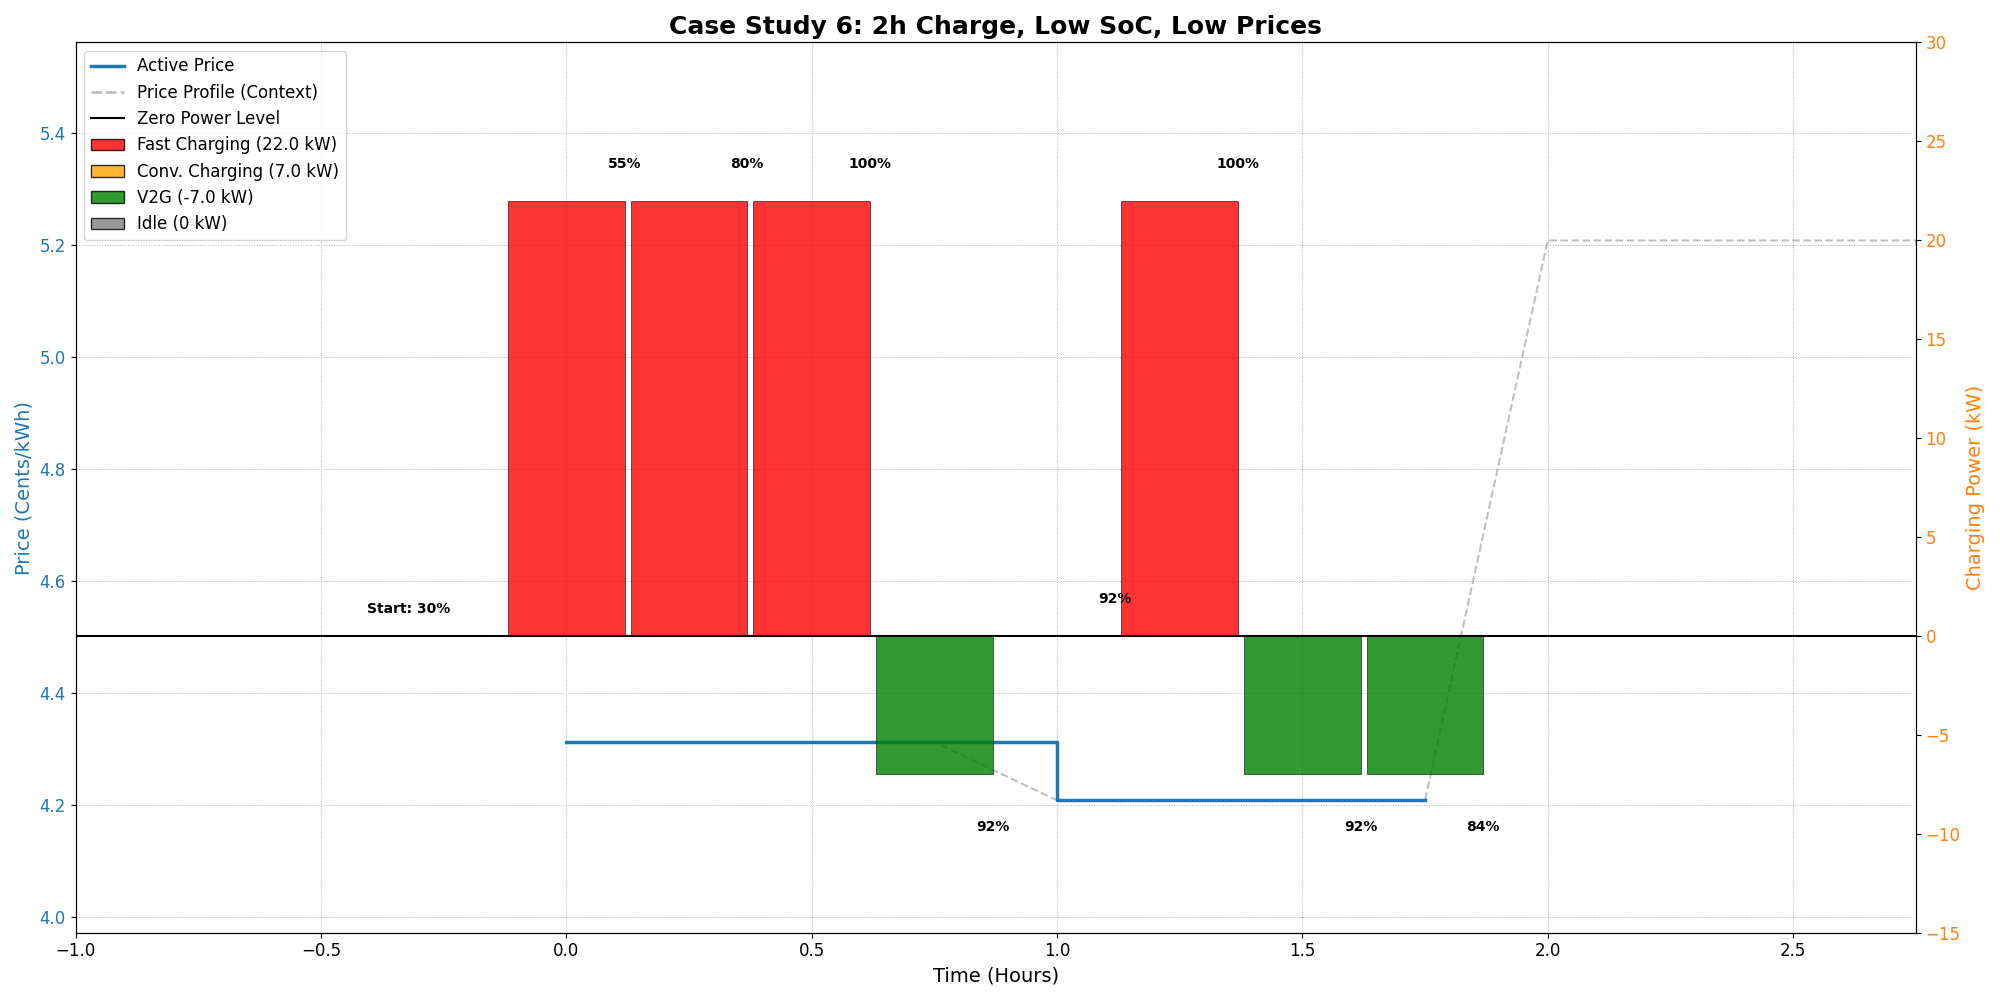 Case Study 6: 2h Charge, Low SoC, Low Prices
Active Price
Price Profile (Context)
Zero Power Level
Fast Charging (22.0 kW)
Conv. Charging (7.0 kW)
V2G (-7.0 kW)
Idle (0 kW)
Price (Cents/kWh)
5.4
5.2
5.0
4.8
4.6
4.4
4.2
4.0
55%
80%
100%
100%
Start: 30%
92%
92%
92%
84%
30
25
20
15
10
5
0
−5
−10
−15
Charging Power (kW)
−1.0
−0.5
0.0
0.5
1.0
1.5
2.0
2.5
Time (Hours)